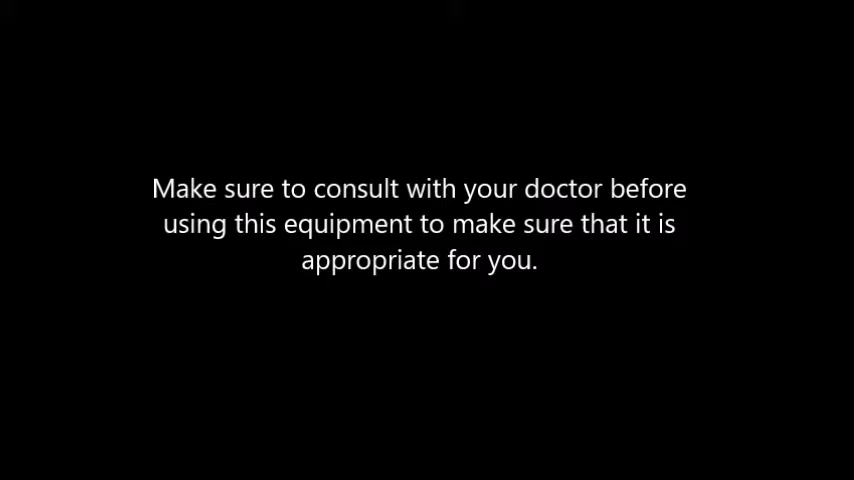 Make sure to consult with your doctor before
using this equipment to make sure that it is
appropriate for you.